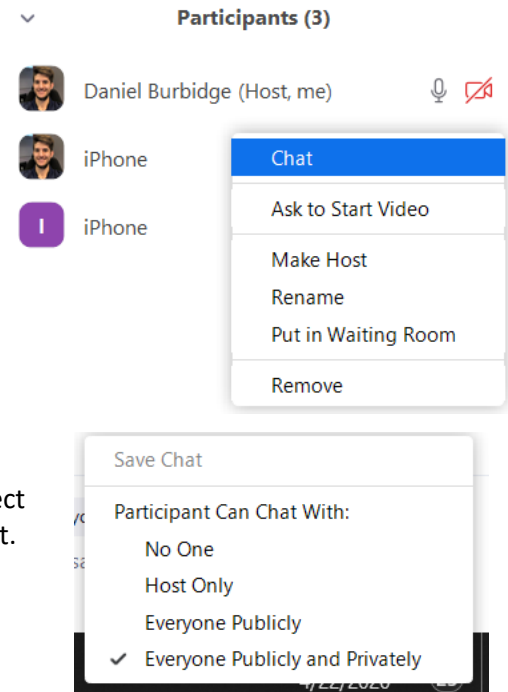 Participants (3)
Daniel Burbidge (Host, me)
iPhone
Chat
Ask to Start Video
I
iPhone
Make Host
Rename
Put in Waiting Room
Remove
Save Chat
Participant Can Chat With:
No One
Host Only
Everyone Publicly
Everyone Publicly and Privately